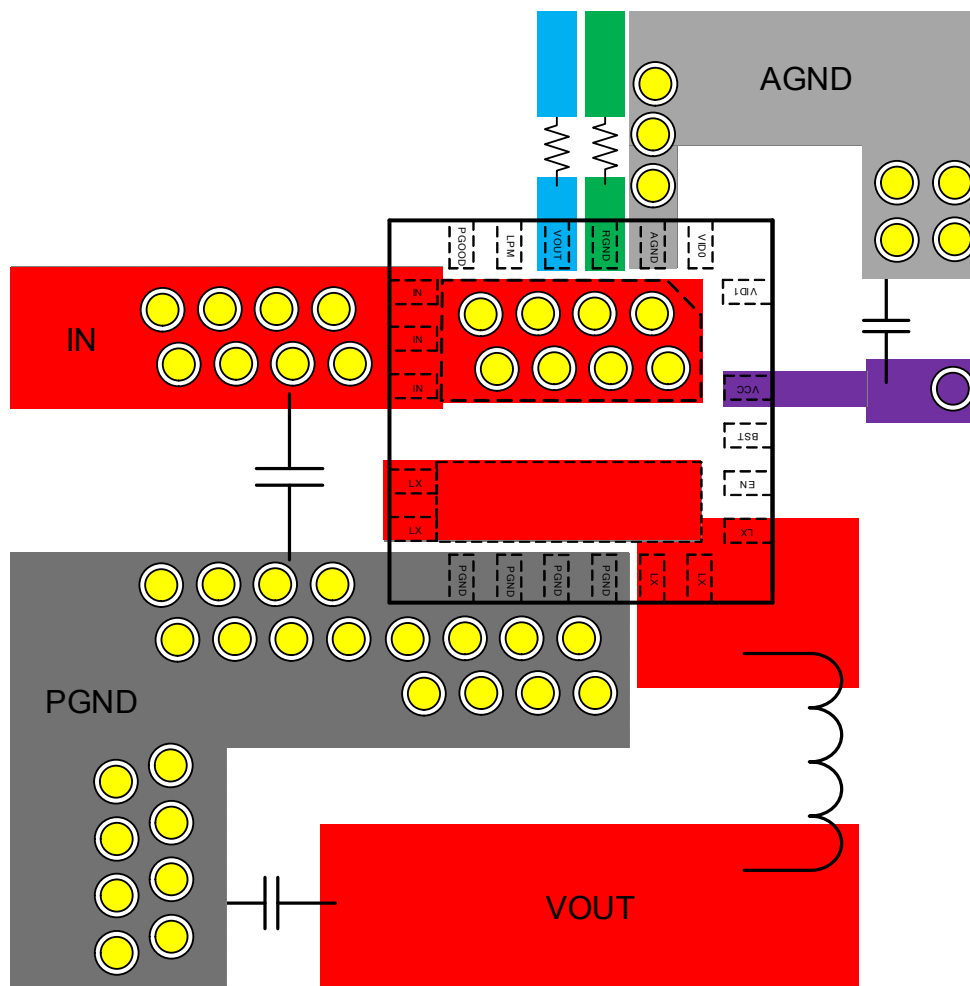 AGND
PGOOD
LPM
VOUT
RGND
AGND
VID0
IN
VID1
IN
IN
IN
VCC
BST
LX
EN
LX
LX
PGND
PGND
PGND
PGND
LX
LX
PGND
VOUT